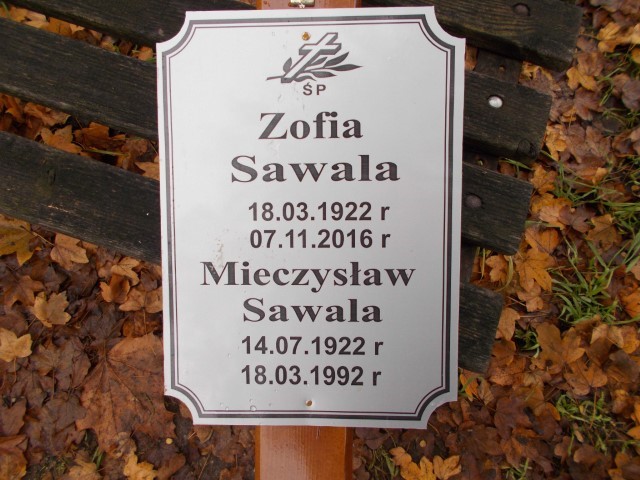 ŚP
Zofia
Sawala
18.03.1922 r
07.11.2016 r
Mieczysław
Sawala
14.07.1922 r
18.03.1992 r